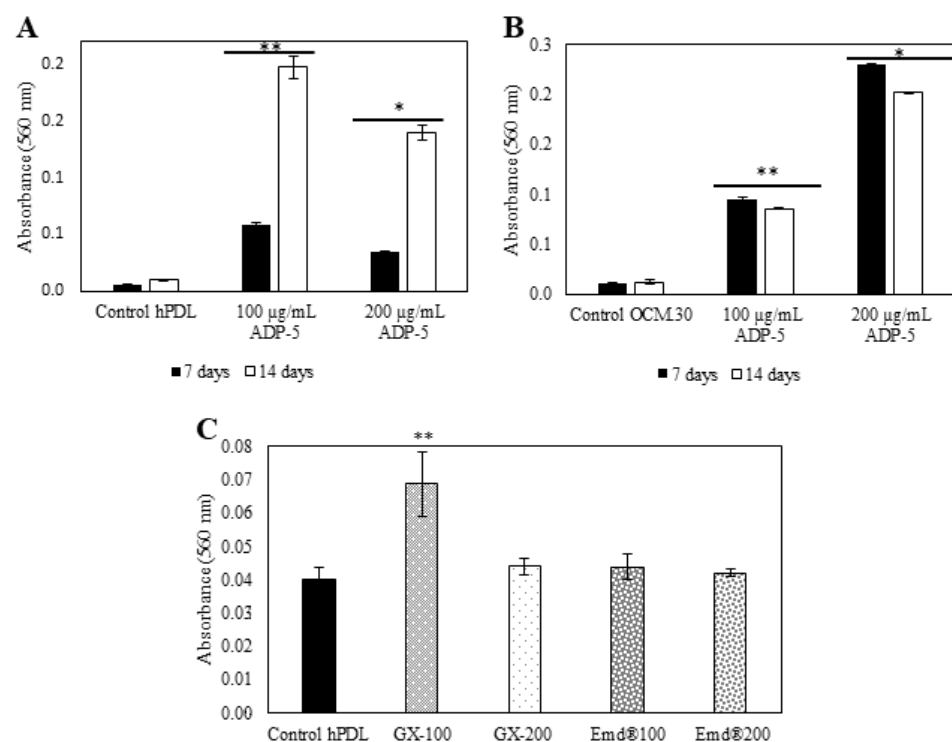 A
Absorbance (560 nm)
0.2
0.2
0.1
0.1
0.0
**
*
Control hPDL
100 µg/mL
ADP-5
200 µg/mL
ADP-5
7 days
14 days
B
Absorbance (560 nm)
0.3
0.2
0.2
0.1
0.1
0.0
**
*
Control OCM.30
100 µg/mL
ADP-5
200 µg/mL
ADP-5
7 days
14 days
C
Absorbance (560 nm)
0.08
0.07
0.06
0.05
0.04
0.03
0.02
0.01
0.00
**
Control hPDL
GX-100
GX-200
Emd®100
Emd®200